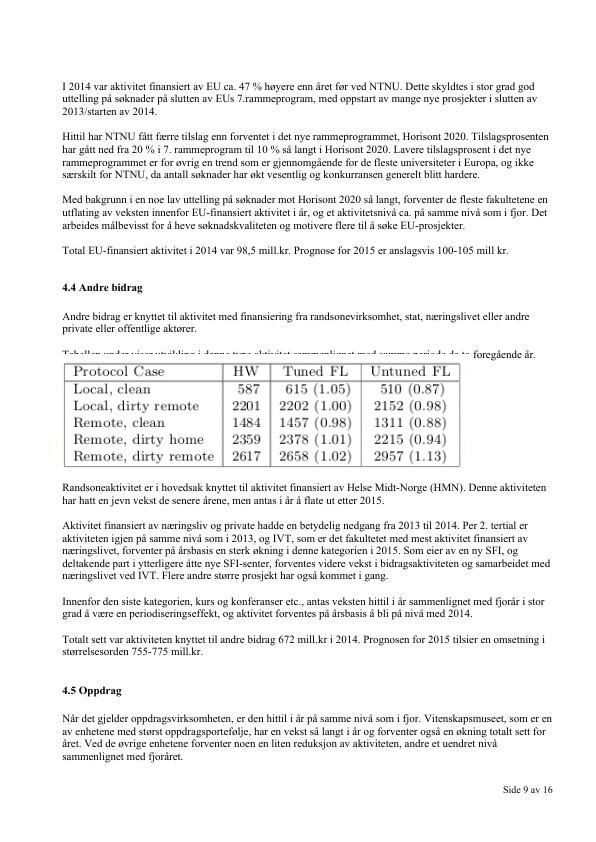 I 2014 var aktivitet finansiert av EU ca. 47 % høyere enn året før ved NTNU. Dette skyldtes i stor grad god
uttelling på søknader på slutten av EUs 7.rammeprogram, med oppstart av mange nye prosjekter i slutten av
2013/starten av 2014.
Hittil har NTNU fått færre tilslag enn forventet i det nye rammeprogrammet, Horisont 2020. Tilslagsprosenten
har gått ned fra 20 % i 7. rammeprogram til 10 % så langt i Horisont 2020. Lavere tilslagsprosent i det nye
rammeprogrammet er for øvrig en trend som er gjennomgående for de fleste universiteter i Europa, og ikke
særskilt for NTNU, da antall søknader har økt vesentlig og konkurransen generelt blitt hardere.
Med bakgrunn i en noe lav uttelling på søknader mot Horisont 2020 så langt, forventer de fleste fakultetene en
utflating av veksten innenfor EU-finansiert aktivitet i år, og et aktivitetsnivå ca. på samme nivå som i fjor. Det
arbeides målbevisst for å heve søknadskvaliteten og motivere flere til å søke EU-prosjekter.
Total EU-finansiert aktivitet i 2014 var 98,5 mill.kr. Prognose for 2015 er anslagsvis 100-105 mill kr.
4.4 Andre bidrag
Andre bidrag er knyttet til aktivitet med finansiering fra randsonevirksomhet, stat, næringslivet eller andre
private eller offentlige aktører.
foregående år.
Protocol Case HW Tuned FL Untuned FL
Local, clean 587 615 (1.05) 510 (0.87)
Local, dirty remote 2201 2202 (1.00) 2152 (0.98)
Remote, clean 1484 1457 (0.98) 1311 (0.88)
Remote, dirty home 2359 2378 (1.01) 2215 (0.94)
Remote, dirty remote 2617 2658 (1.02) 2957 (1.13)
Randsoneaktivitet er i hovedsak knyttet til aktivitet finansiert av Helse Midt-Norge (HMN). Denne aktiviteten
har hatt en jevn vekst de senere årene, men antas i år å flate ut etter 2015.
Aktivitet finansiert av næringsliv og private hadde en betydelig nedgang fra 2013 til 2014. Per 2. tertial er
aktiviteten igjen på samme nivå som i 2013, og IVT, som er det fakultetet med mest aktivitet finansiert av
næringslivet, forventer på årsbasis en sterk økning i denne kategorien i 2015. Som eier av en ny SFI, og
deltakende part i ytterligere åtte nye SFI-senter, forventes videre vekst i bidragsaktiviteten og samarbeidet med
næringslivet ved IVT. Flere andre større prosjekt har også kommet i gang.
Innenfor den siste kategorien, kurs og konferanser etc., antas veksten hittil i år sammenlignet med fjorår i stor
grad å være en periodiseringseffekt, og aktivitet forventes på årsbasis å bli på nivå med 2014.
Totalt sett var aktiviteten knyttet til andre bidrag 672 mill.kr i 2014. Prognosen for 2015 tilsier en omsetning i
størrelsesorden 755-775 mill.kr.
4.5 Oppdrag
Når det gjelder oppdragsvirksomheten, er den hittil i år på samme nivå som i fjor. Vitenskapsmuseet, som er en
av enhetene med størst oppdragsportefølje, har en vekst så langt i år og forventer også en økning totalt sett for
året. Ved de øvrige enhetene forventer noen en liten reduksjon av aktiviteten, andre et uendret nivå
sammenlignet med fjoråret.
Side 9 av 16